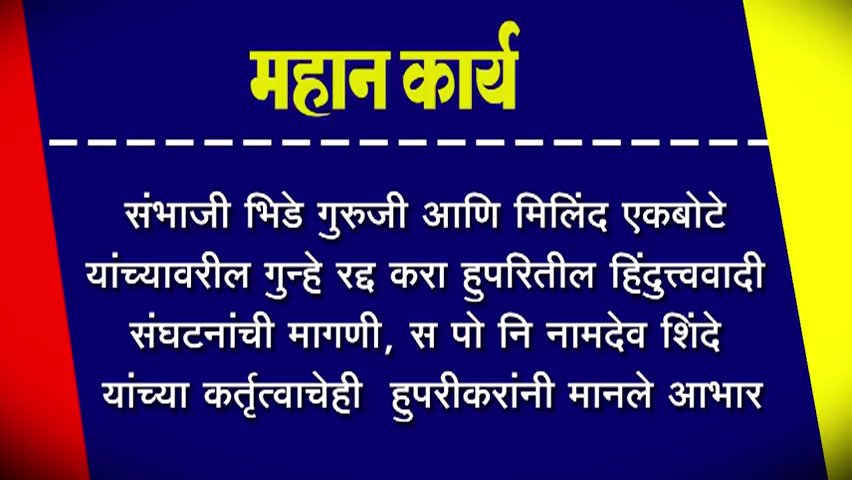 महान कार्य
संभाजी भिडे गुरुजी आणि मिलिंद एकबोटे
यांच्यावरील गुन्हे रद्द करा हुपरितील हिंदुत्त्ववादी
संघटनांची मागणी, स पो नि नामदेव शिंदे
यांच्या कर्तृत्वाचेही हुपरीकरांनी मानले आभार